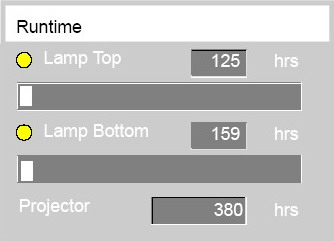 Runtime
Lamp Top 125 hrs
Lamp Bottom 159 hrs
Projector 380 hrs